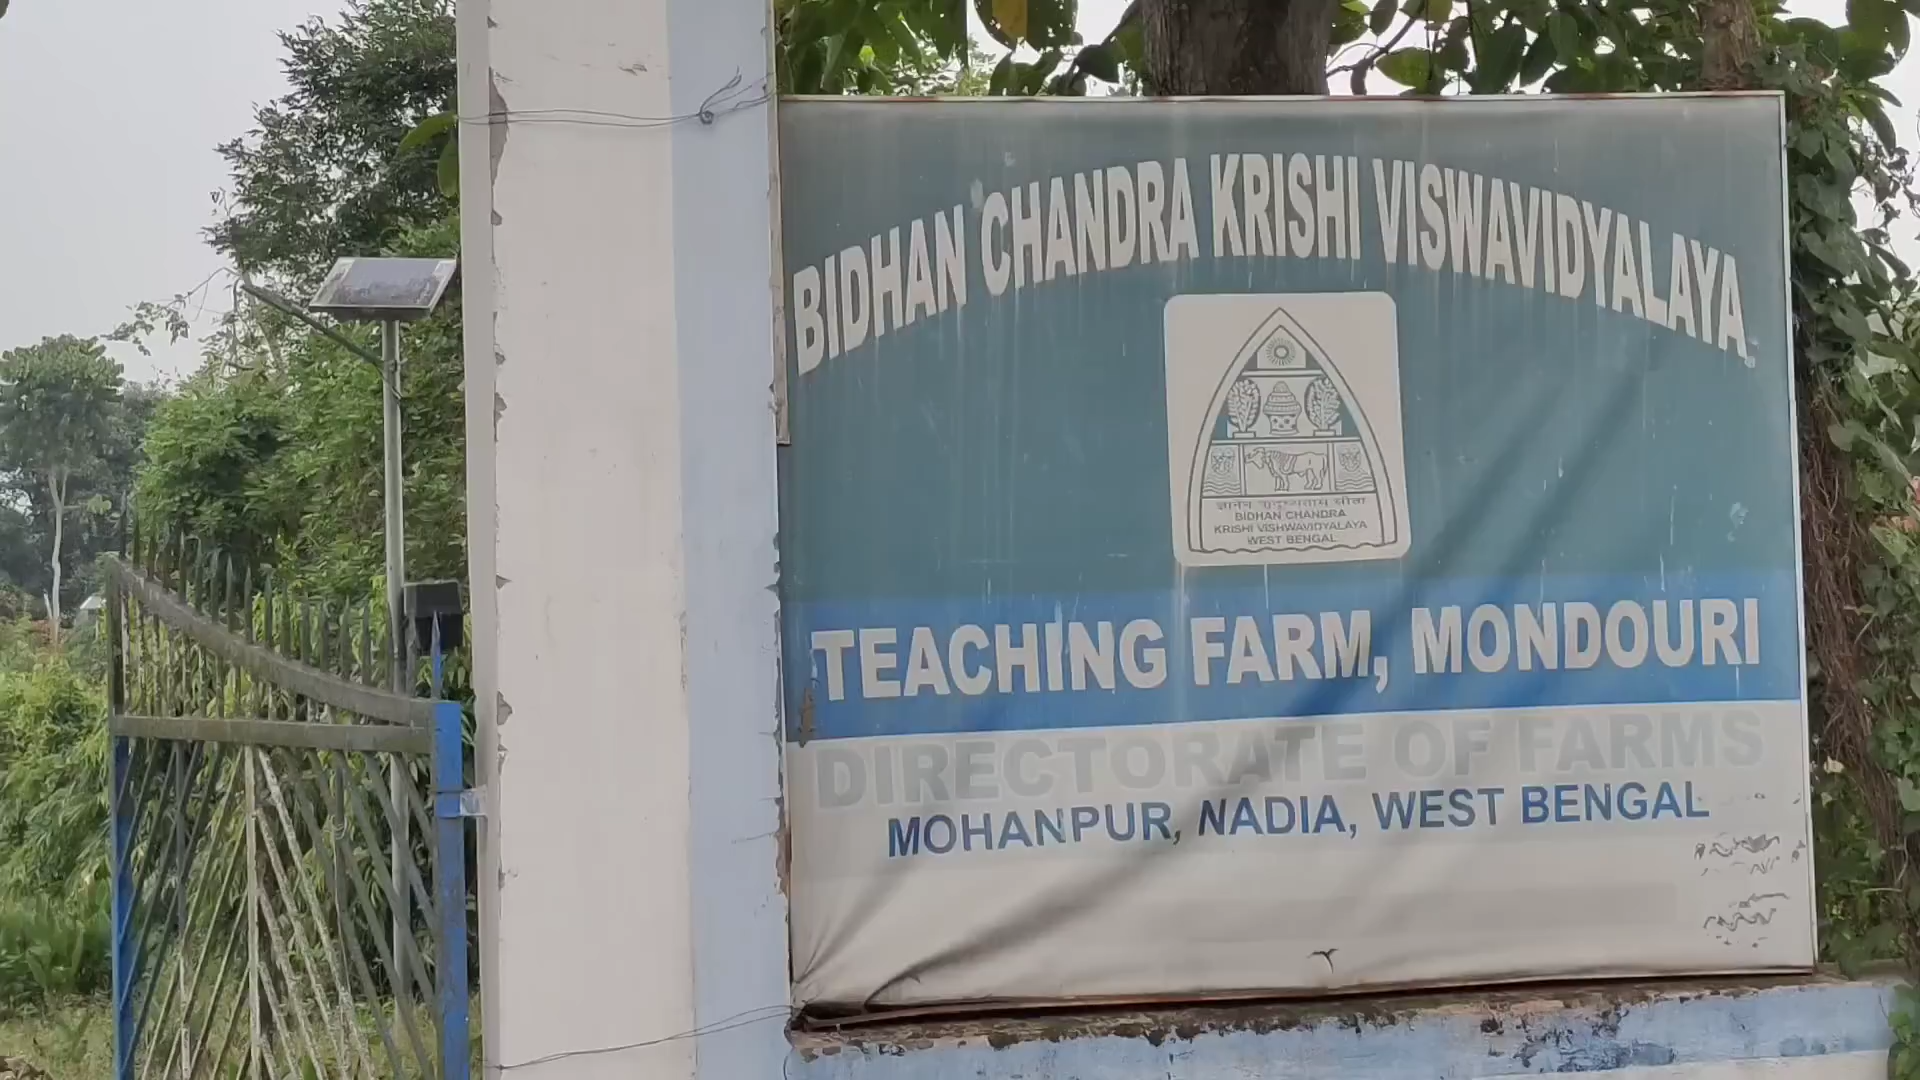 BIDHAN CHANDRA KRISHI VISWAVIDYALAYA
BIDHAN CHANDRA
KRISHI VISHWAVIDYALAYA
WEST BENGAL
TEACHING FARM, MONDOURI
DIRECTORATE OF FARMS
MOHANPUR, NADIA, WEST BENGAL